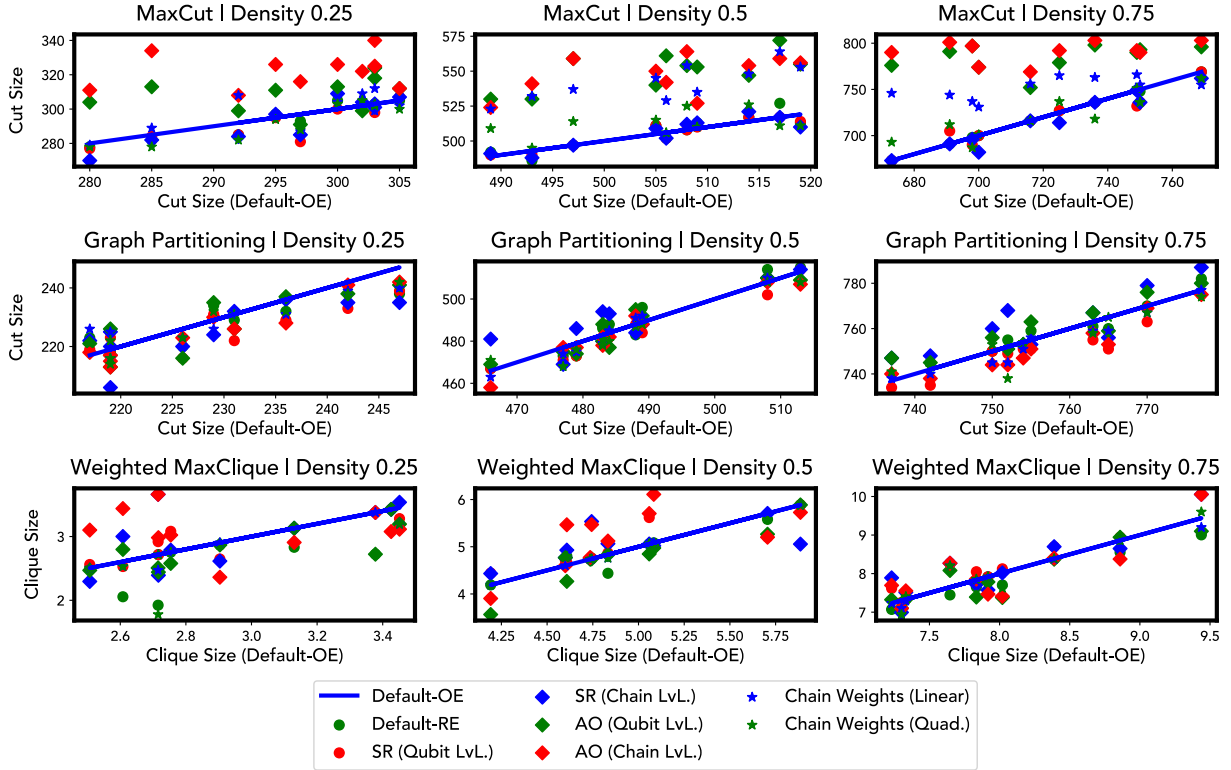 MaxCut | Density 0.25
MaxCut | Density 0.5
MaxCut | Density 0.75
Cut Size
340
320
300
280
280
285
290
295
300
305
Cut Size (Default-OE)
575
550
525
500
490
495
500
505
510
515
520
Cut Size (Default-OE)
800
750
700
680
700
720
740
760
Cut Size (Default-OE)
Graph Partitioning | Density 0.25
Graph Partitioning | Density 0.5
Graph Partitioning | Density 0.75
Cut Size
240
220
220
225
230
235
240
245
Cut Size (Default-OE)
500
480
460
470
480
490
500
510
Cut Size (Default-OE)
780
760
740
740
750
760
770
Cut Size (Default-OE)
Weighted MaxClique | Density 0.25
Weighted MaxClique | Density 0.5
Weighted MaxClique | Density 0.75
Clique Size
3
2
2.6
2.8
3.0
3.2
3.4
Clique Size (Default-OE)
6
5
4
4.25
4.50
4.75
5.00
5.25
5.50
5.75
Clique Size (Default-OE)
10
9
8
7
7.5
8.0
8.5
9.0
9.5
Clique Size (Default-OE)
Default-OE
Default-RE
SR (Qubit LvL.)
SR (Chain LvL.)
AO (Qubit LvL.)
AO (Chain LvL.)
Chain Weights (Linear)
Chain Weights (Quad.)